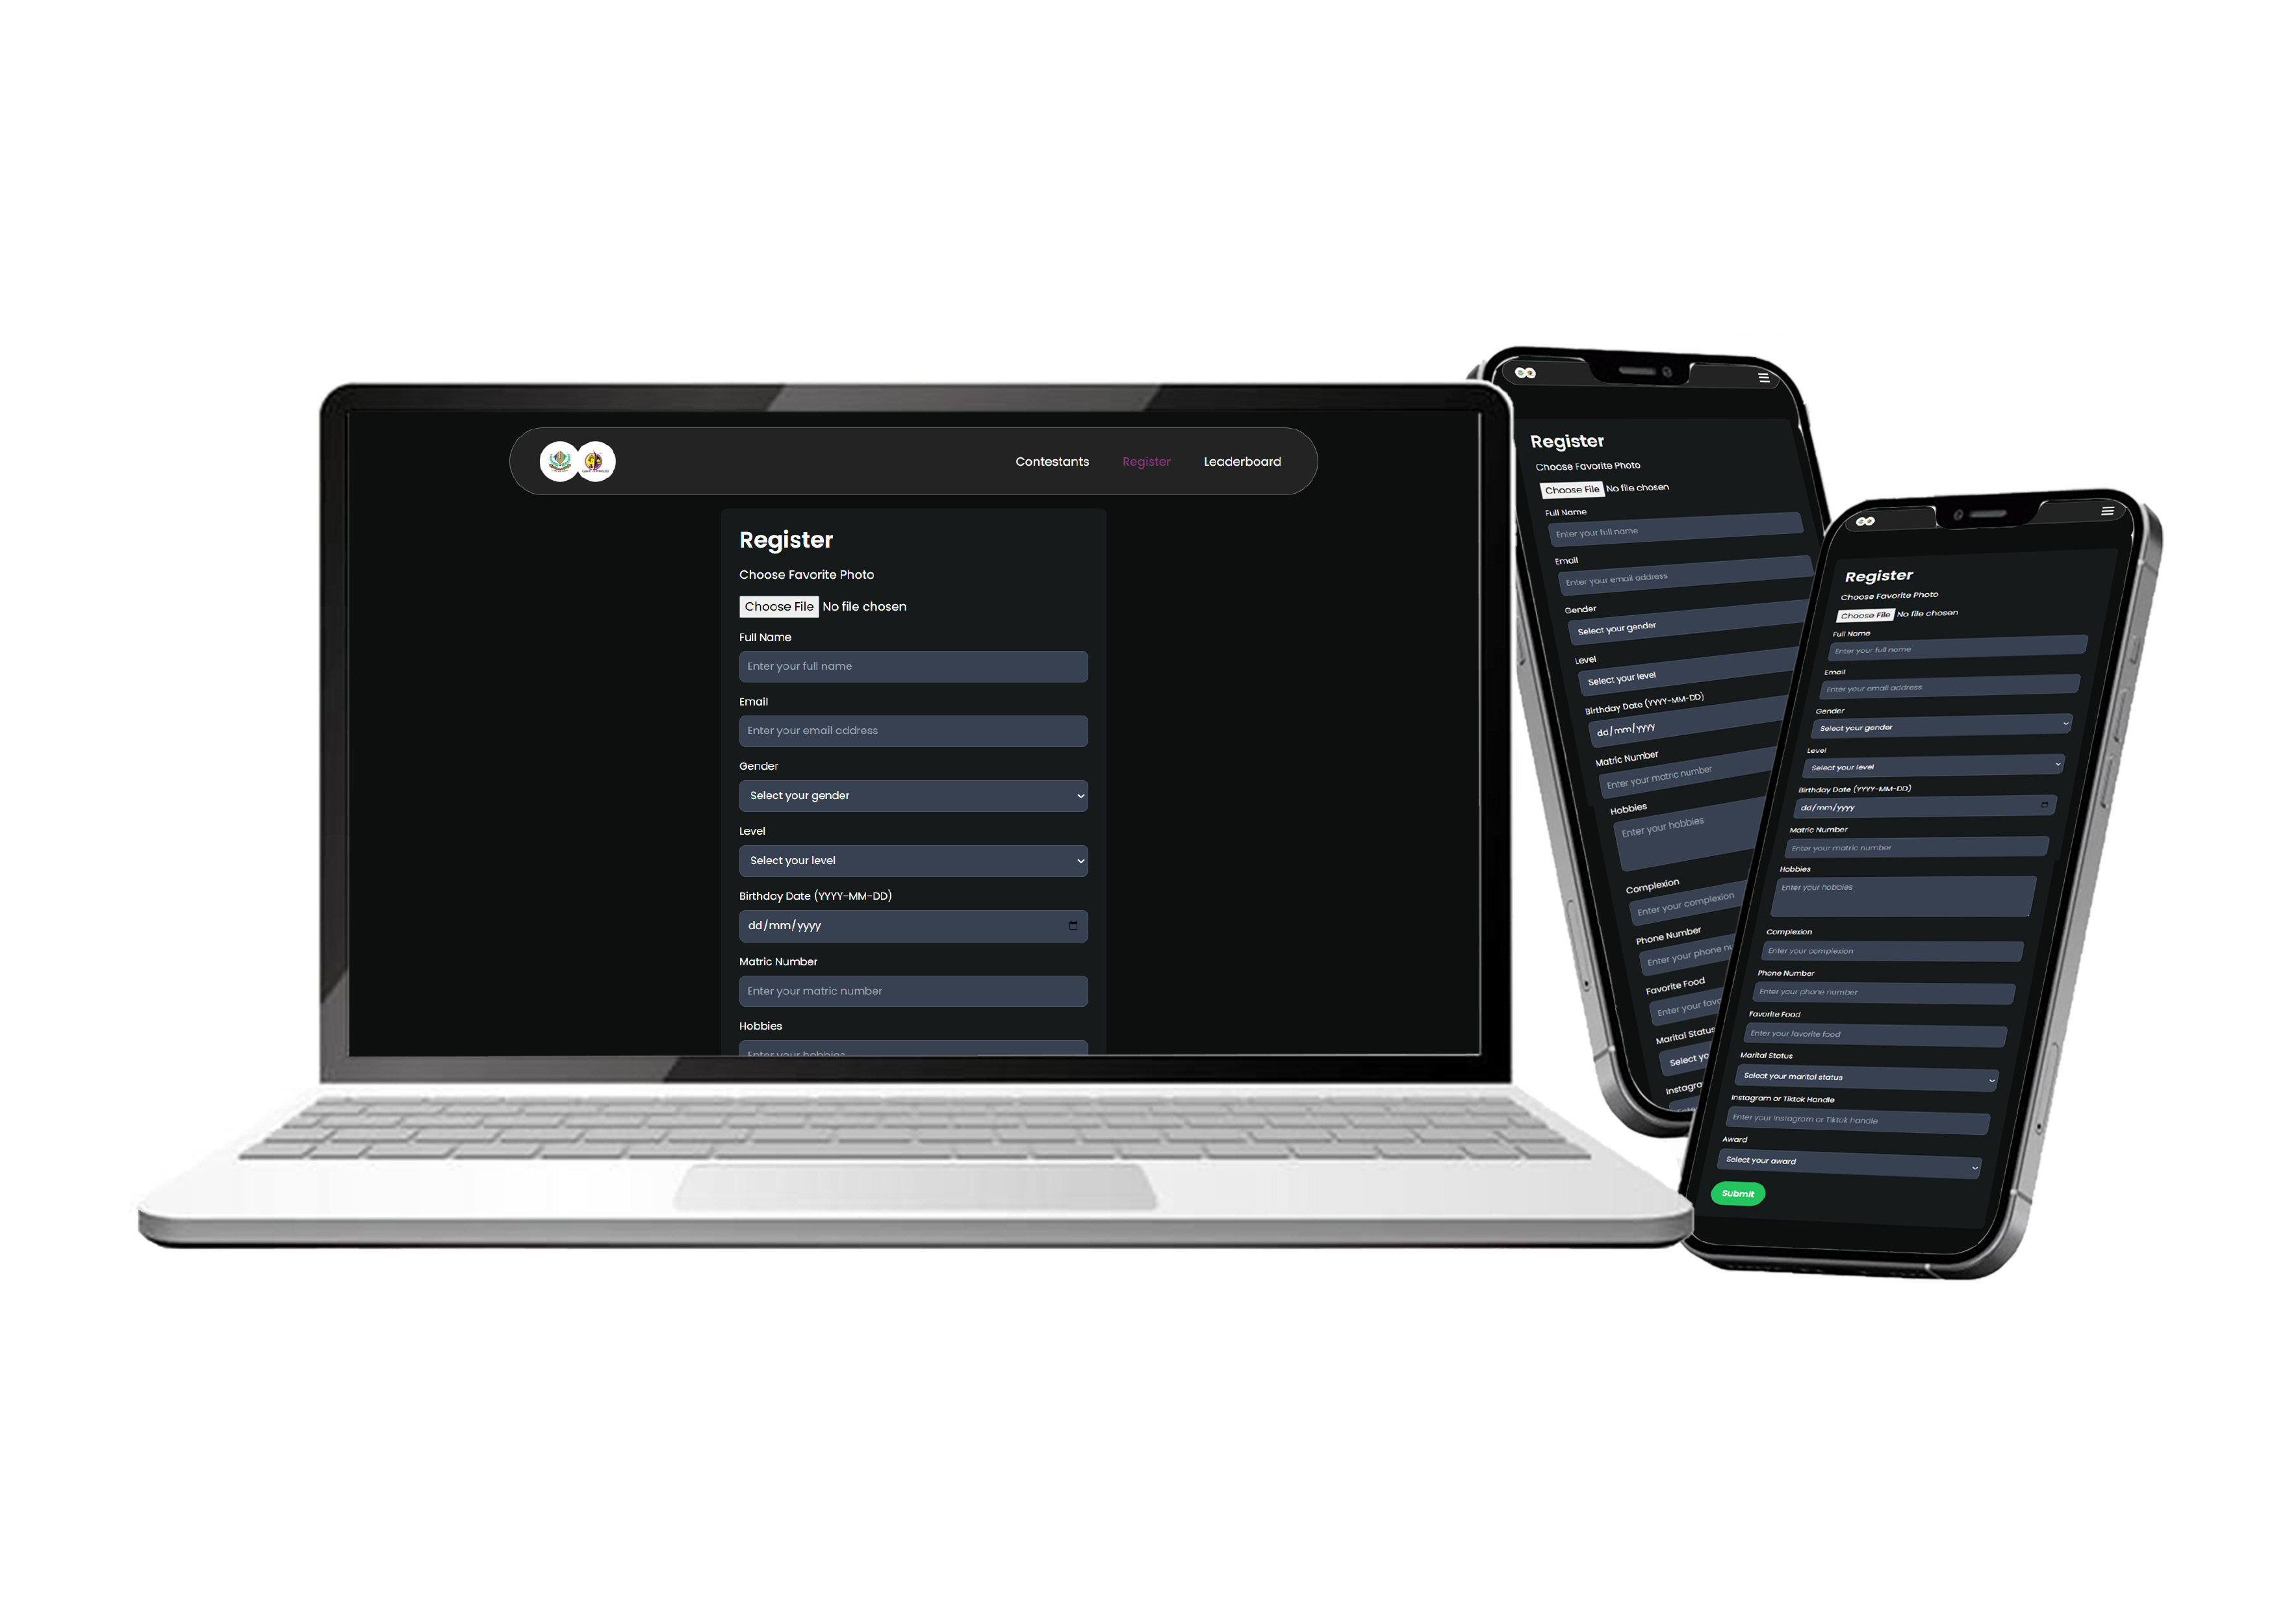 Contestants Register Leaderboard
Register
Choose Favorite Photo
Choose File No file chosen
Full Name
Enter your full name
Email
Enter your email address
Gender
Select your gender
Level
Select your level
Birthday Date (YYYY-MM-DD)
dd/mm/yyyy
Matric Number
Enter your matric number
Hobbies
Enter your hobbies
Register
Choose Favorite Photo
Choose File No file chosen
Full Name
Enter your full name
Email
Enter your email address
Gender
Select your gender
Level
Select your level
Birthday Date (YYYY-MM-DD)
dd/mm/yyyy
Matric Number
Enter your matric number
Hobbies
Enter your hobbies
Complexion
Enter your complexion
Phone Number
Enter your phone nu
Favorite Food
Enter your favo
Marital Status
Select yo
Instagra
Register
Choose Favorite Photo
Choose File No file chosen
Full Name
Enter your full name
Email
Enter your email address
Gender
Select your gender
Level
Select your level
Birthday Date (YYYY-MM-DD)
dd/mm/yyyy
Matric Number
Enter your matric number
Hobbies
Enter your hobbies
Complexion
Enter your complexion
Phone Number
Enter your phone number
Favorite Food
Enter your favorite food
Marital Status
Select your marital status
Instagram or Tiktok Handle
Enter your Instagram or Tiktok handle
Award
Select your award
Submit